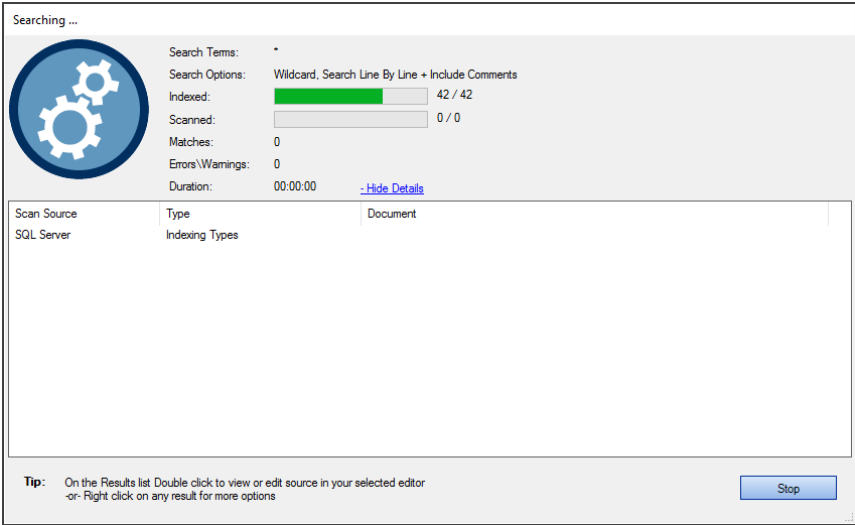 Searching ...
Search Terms: *
Search Options: Wildcard, Search Line By Line + Include Comments
Indexed: 42 / 42
Scanned: 0 / 0
Matches: 0
Errors\Warnings: 0
Duration: 00:00:00 - Hide Details
Scan Source Type Document
SQL Server Indexing Types
Tip: On the Results list Double click to view or edit source in your selected editor
-or- Right click on any result for more options
Stop